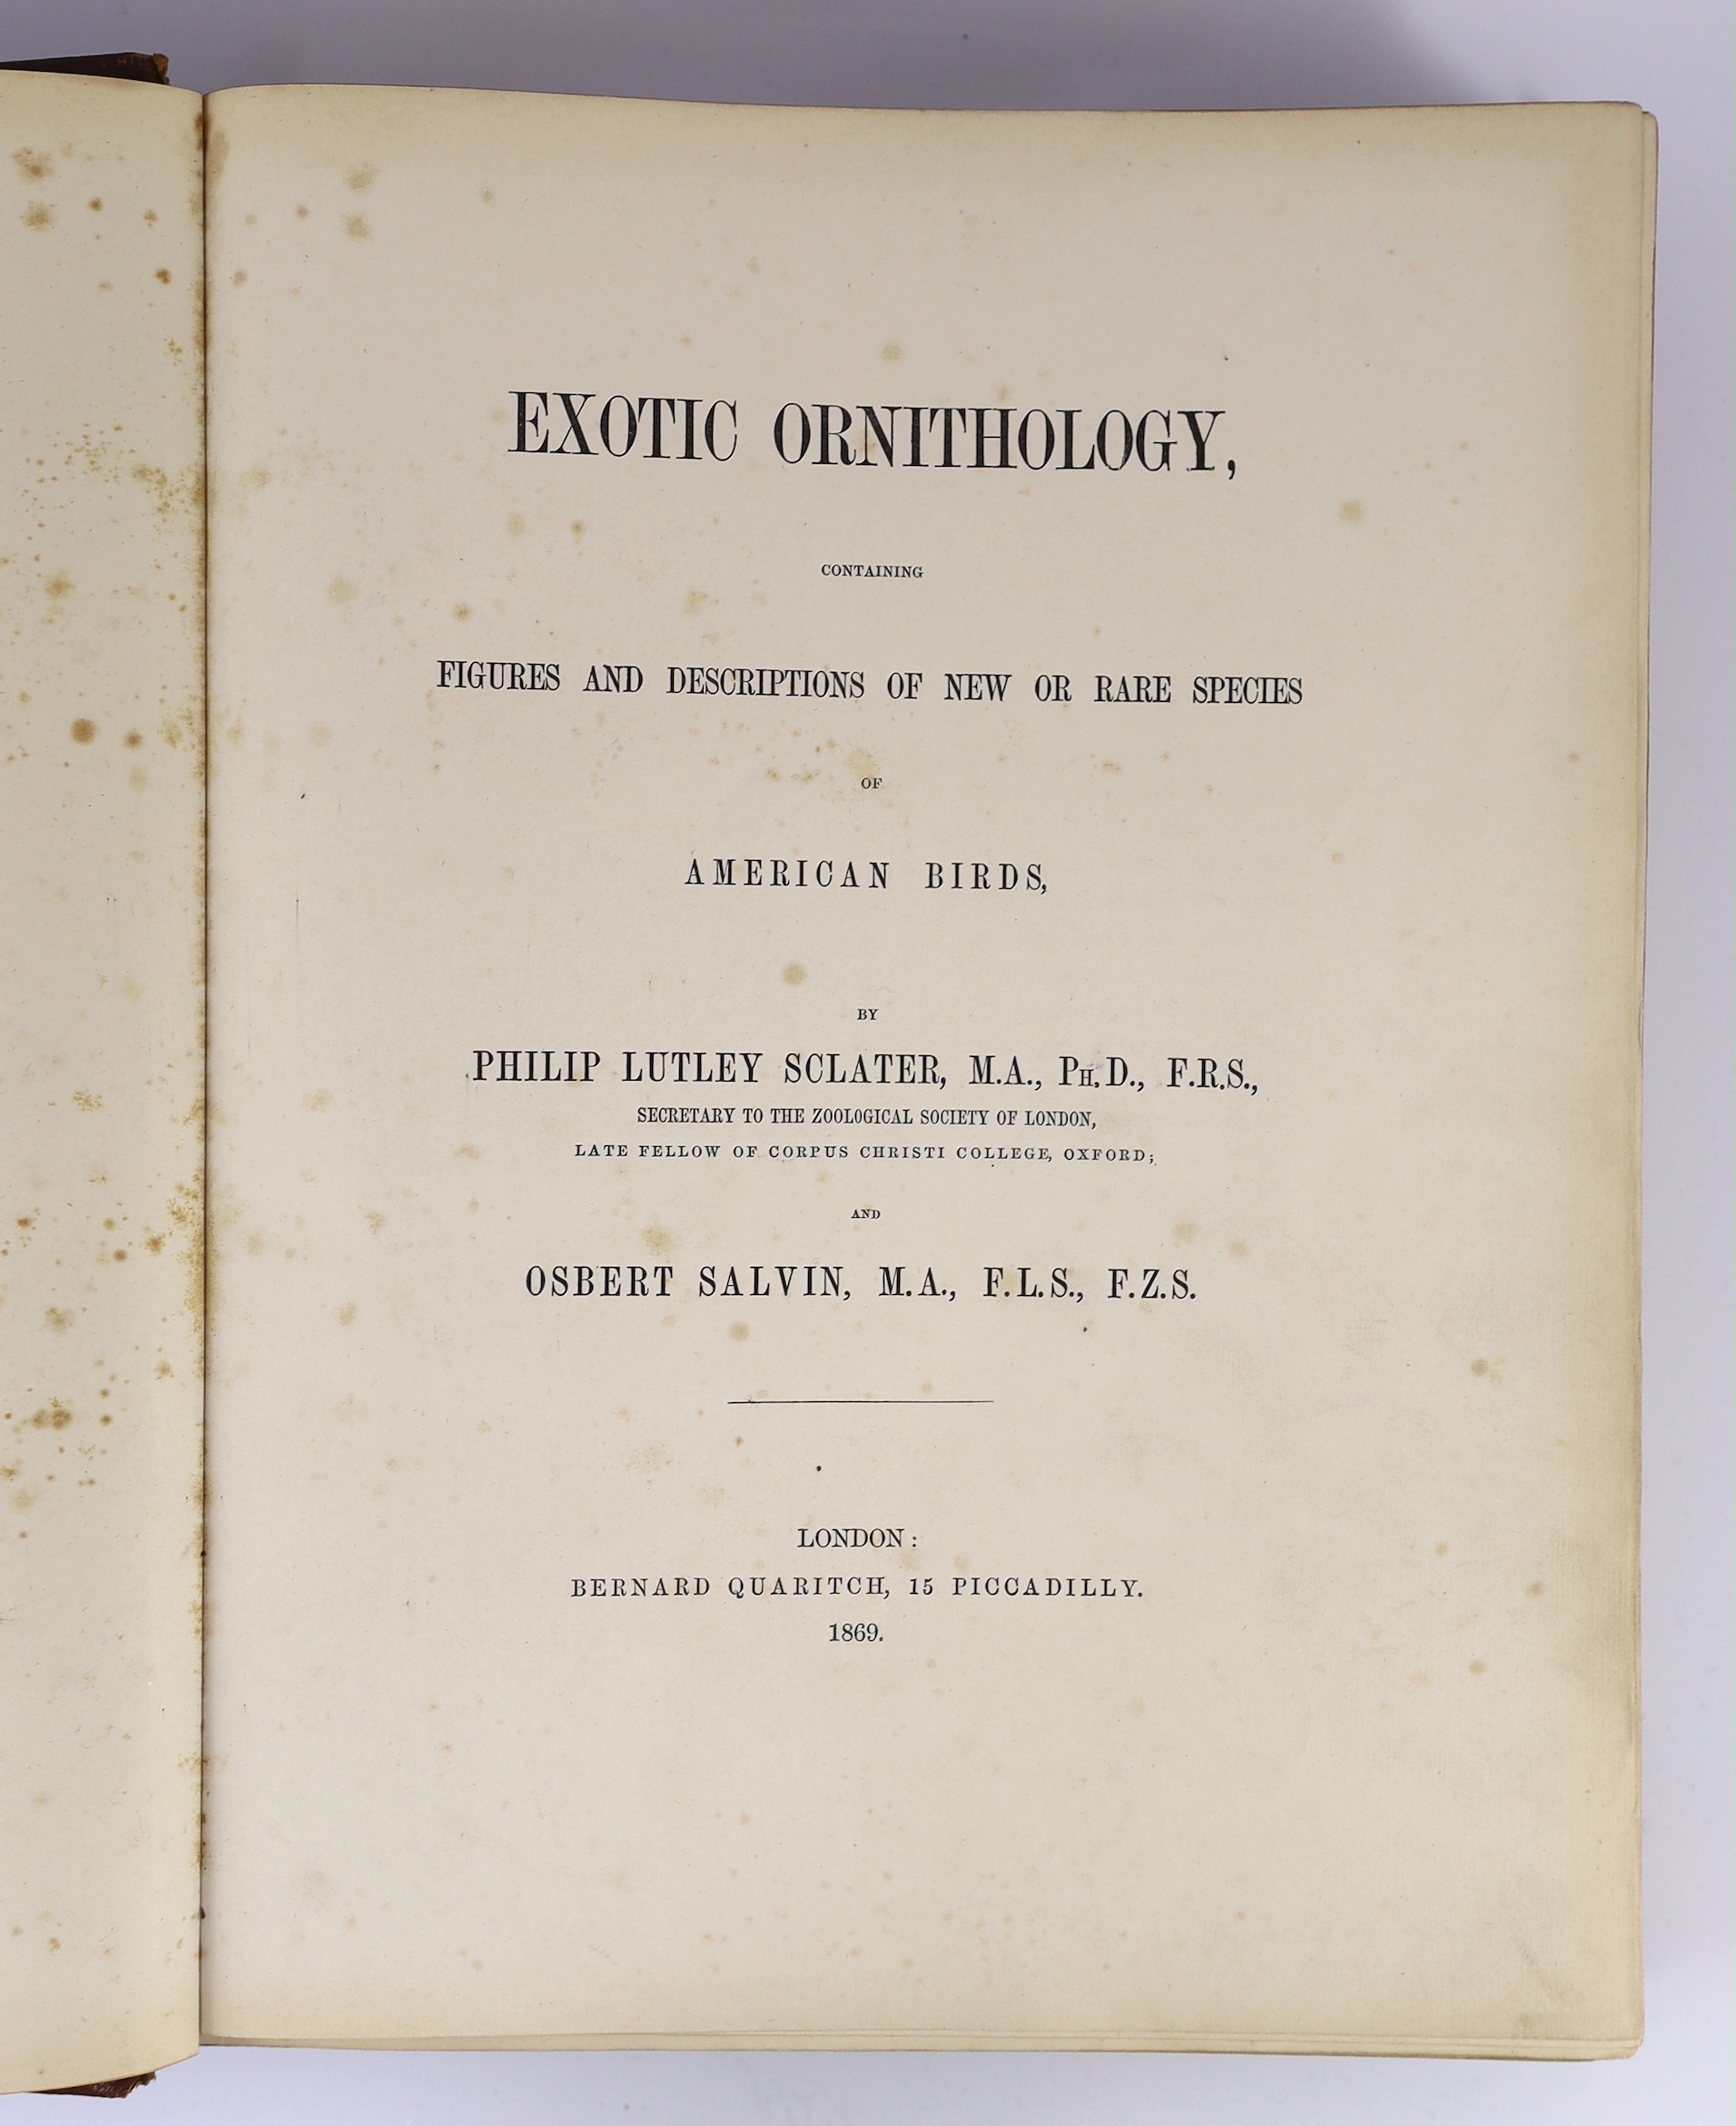 EXOTIC ORNITHOLOGY,
CONTAINING
FIGURES AND DESCRIPTIONS OF NEW OR RARE SPECIES
OF
AMERICAN BIRDS,
BY
PHILIP LUTLEY SCLATER, M.A., PH.D., F.R.S.,
SECRETARY TO THE ZOOLOGICAL SOCIETY OF LONDON,
LATE FELLOW OF CORPUS CHRISTI COLLEGE, OXFORD;
AND
OSBERT SALVIN, M.A., F.L.S., F.Z.S.
LONDON:
BERNARD QUARITCH, 15 PICCADILLY.
1869.